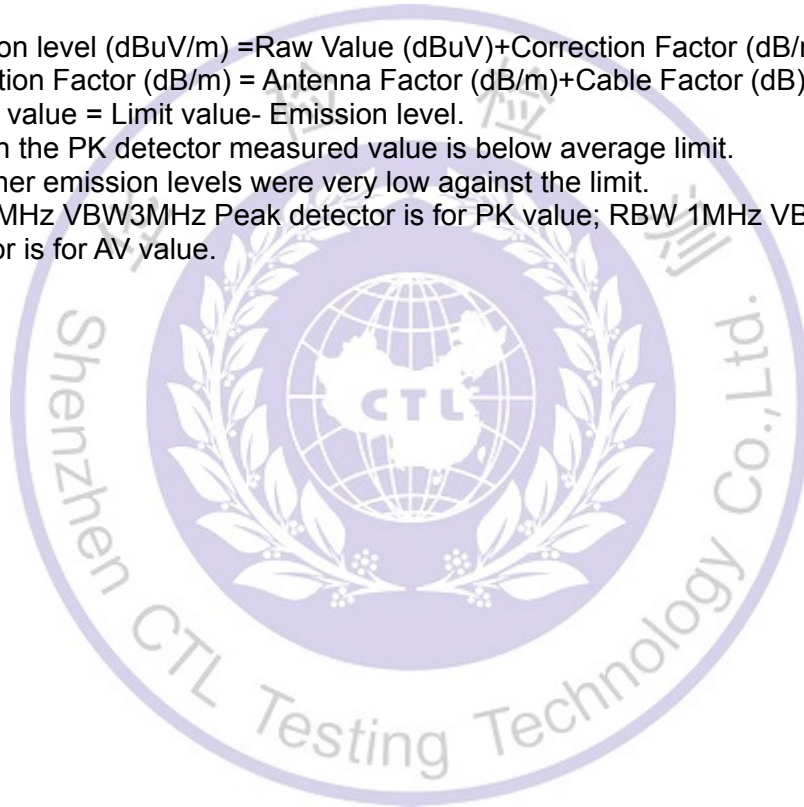 on level (dBuV/m) =Raw Value (dBuV)+Correction Factor (dB/m
tion Factor (dB/m) = Antenna Factor (dB/m)+Cable Factor (dB)
value = Limit value- Emission level.
n the PK detector measured value is below average limit.
her emission levels were very low against the limit.
MHz VBW3MHz Peak detector is for PK value; RBW 1MHz VB
or is for AV value.
检 检 测
CTL
Shenzhen CTL Testing Technology Co., Ltd.